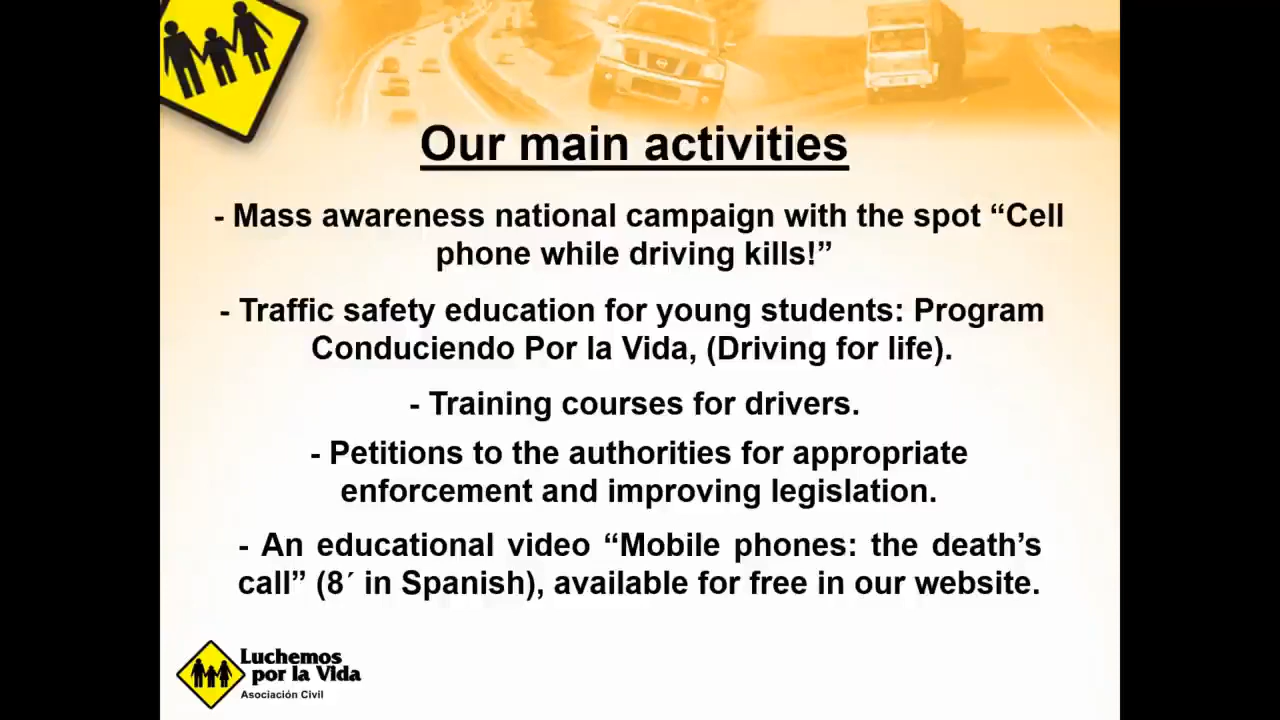 Our main activities
- Mass awareness national campaign with the spot “Cell
phone while driving kills!”
- Traffic safety education for young students: Program
Conduciendo Por la Vida, (Driving for life).
- Training courses for drivers.
- Petitions to the authorities for appropriate
enforcement and improving legislation.
- An educational video “Mobile phones: the death’s
call” (8´ in Spanish), available for free in our website.
Luchemos
por la Vida
Asociación Civil